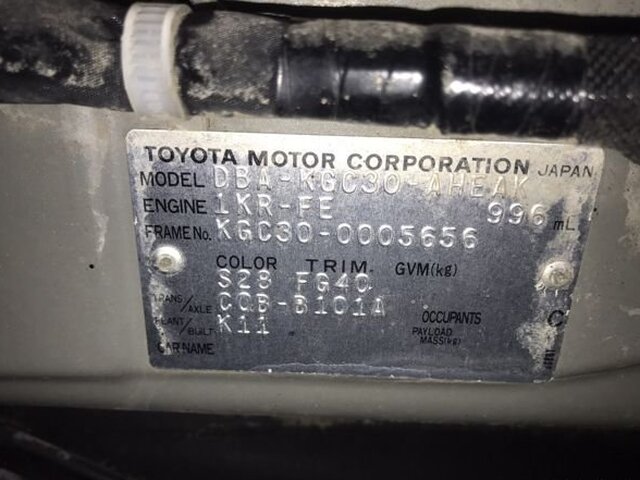 TOYOTA MOTOR CORPORATION JAPAN
MODEL DBA-KGC30-AHEAK
ENGINE 1KR-FE 996 mL
FRAME No. KGC30-0005656
COLOR TRIM GVM(kg)
S28 FG40
TRANS/AXLE CCB-B101A
OCCUPANTS C
PLANT/BUILT K11
PAYLOAD MASS(kg)
CAR NAME